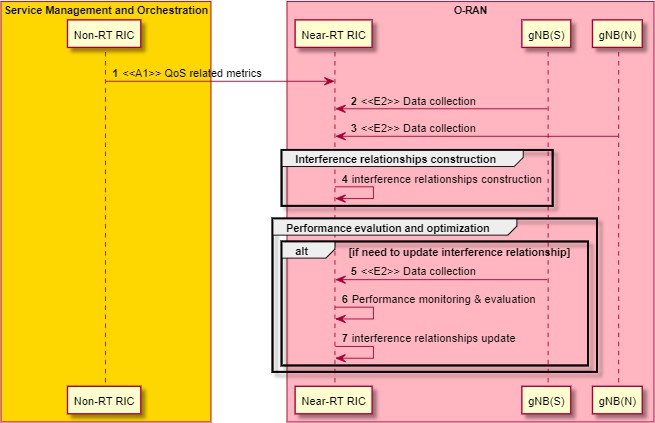 Service Management and Orchestration
O-RAN
Non-RT RIC
Near-RT RIC
gNB(S)
gNB(N)
1 <<A1>> QoS related metrics
2 <<E2>> Data collection
3 <<E2>> Data collection
Interference relationships construction
4 interference relationships construction
Performance evalution and optimization
alt
[if need to update interference relationship]
5 <<E2>> Data collection
6 Performance monitoring & evaluation
7 interference relationships update
Non-RT RIC
Near-RT RIC
gNB(S)
gNB(N)